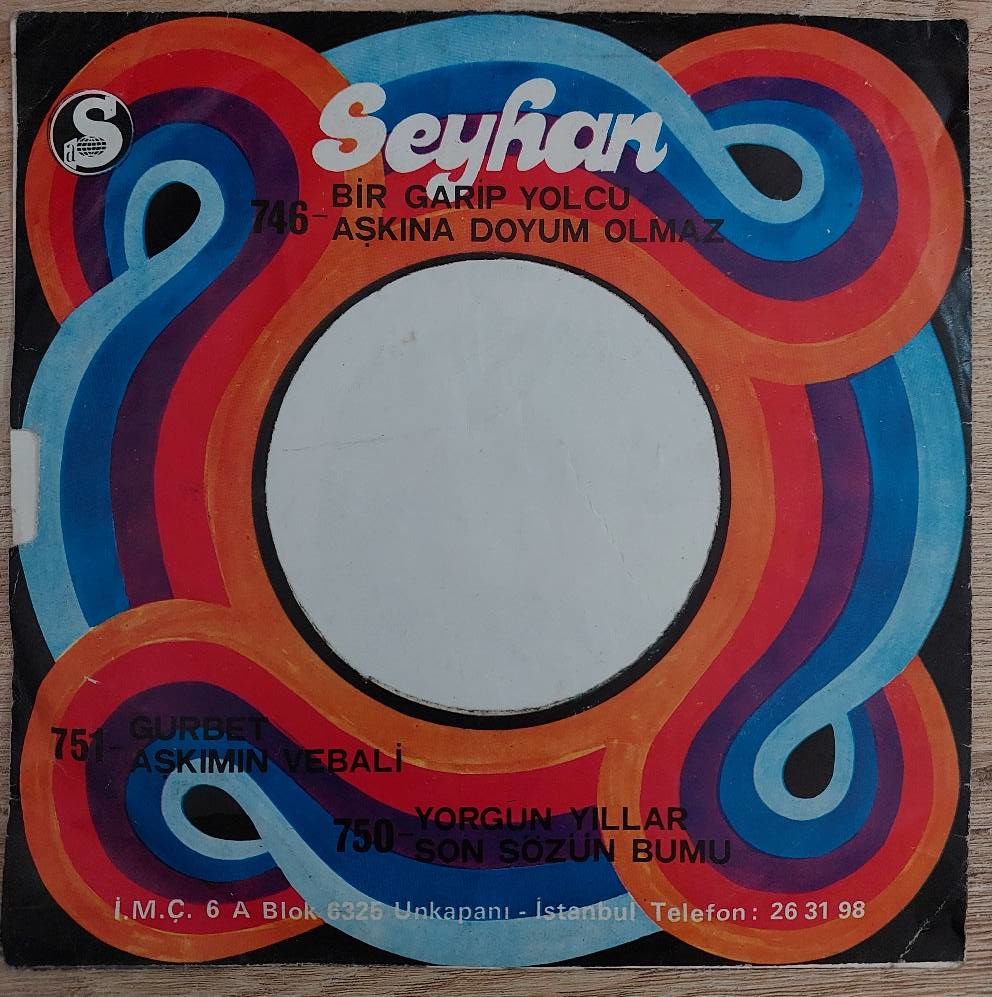 S
a
Seyhan
746- BİR GARİP YOLCU
AŞKINA DOYUM OLMAZ
751- GURBET
AŞKIMIN VEBALİ
750- YORGUN YILLAR
SON SÖZÜN BUMU
İ.M.Ç. 6 A Blok 6325 Unkapanı - İstanbul Telefon: 26 31 98